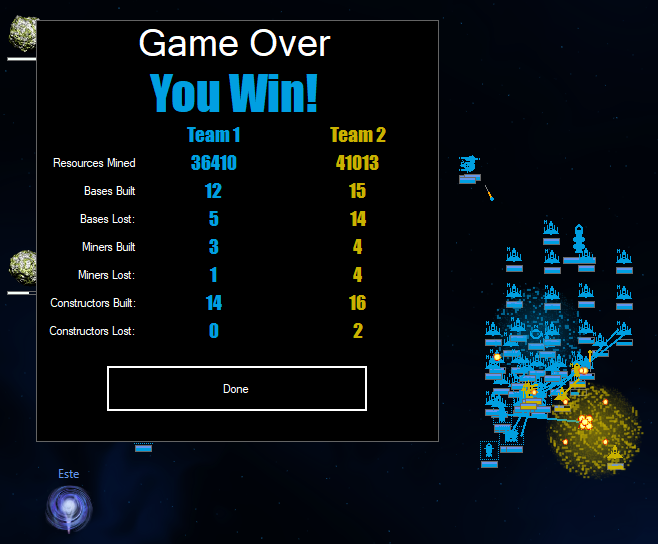 Game Over
You Win!
Team 1 Team 2
Resources Mined 36410 41013
Bases Built 12 15
Bases Lost: 5 14
Miners Built 3 4
Miners Lost: 1 4
Constructors Built: 14 16
Constructors Lost: 0 2
Done
Este